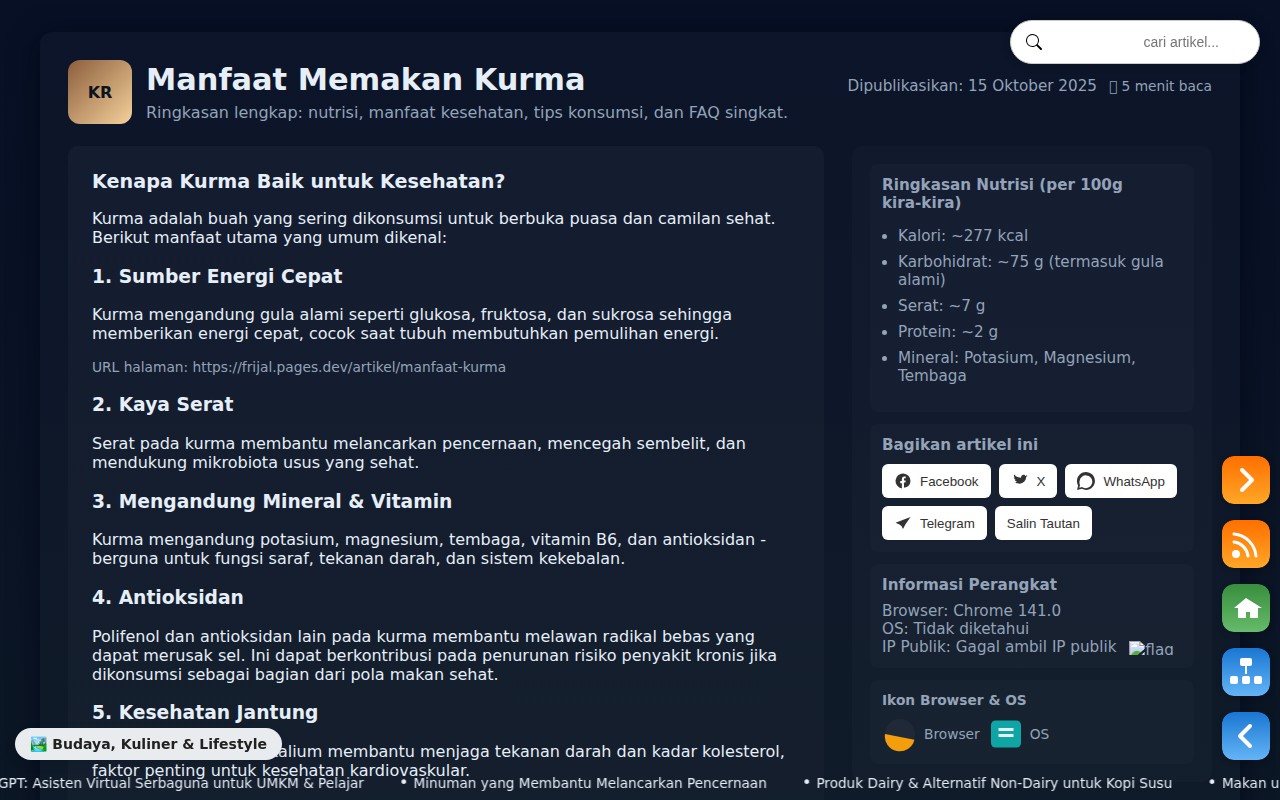 cari artikel...
KR
Manfaat Memakan Kurma
Ringkasan lengkap: nutrisi, manfaat kesehatan, tips konsumsi, dan FAQ singkat.
Dipublikasikan: 15 Oktober 2025 5 menit baca
Kenapa Kurma Baik untuk Kesehatan?
Kurma adalah buah yang sering dikonsumsi untuk berbuka puasa dan camilan sehat.
Berikut manfaat utama yang umum dikenal:
1. Sumber Energi Cepat
Kurma mengandung gula alami seperti glukosa, fruktosa, dan sukrosa sehingga
memberikan energi cepat, cocok saat tubuh membutuhkan pemulihan energi.
URL halaman: https://frijal.pages.dev/artikel/manfaat-kurma
2. Kaya Serat
Serat pada kurma membantu melancarkan pencernaan, mencegah sembelit, dan
mendukung mikrobiota usus yang sehat.
3. Mengandung Mineral & Vitamin
Kurma mengandung potasium, magnesium, tembaga, vitamin B6, dan antioksidan -
berguna untuk fungsi saraf, tekanan darah, dan sistem kekebalan.
4. Antioksidan
Polifenol dan antioksidan lain pada kurma membantu melawan radikal bebas yang
dapat merusak sel. Ini dapat berkontribusi pada penurunan risiko penyakit kronis jika
dikonsumsi sebagai bagian dari pola makan sehat.
5. Kesehatan Jantung
alium membantu menjaga tekanan darah dan kadar kolesterol,
faktor penting untuk kesehatan kardiovaskular.
Ringkasan Nutrisi (per 100g
kira-kira)
• Kalori: ~277 kcal
• Karbohidrat: ~75 g (termasuk gula
alami)
• Serat: ~7 g
• Protein: ~2 g
• Mineral: Potasium, Magnesium,
Tembaga
Bagikan artikel ini
Facebook
X
WhatsApp
Telegram
Salin Tautan
Informasi Perangkat
Browser: Chrome 141.0
OS: Tidak diketahui
IP Publik: Gagal ambil IP publik flag
Ikon Browser & OS
Browser
OS
🏞️ Budaya, Kuliner & Lifestyle
GPT: Asisten Virtual Serbaguna untuk UMKM & Pelajar • Minuman yang Membantu Melancarkan Pencernaan • Produk Dairy & Alternatif Non-Dairy untuk Kopi Susu • Makan u